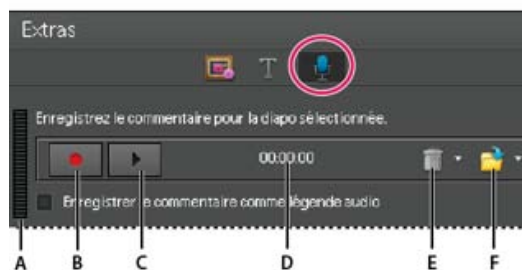 Extras
T
Enregistrez le commentaire pour la diapo sélectionnée.
00:00:00
Enregistrer le commentaire comme légende audio
A B C D E F